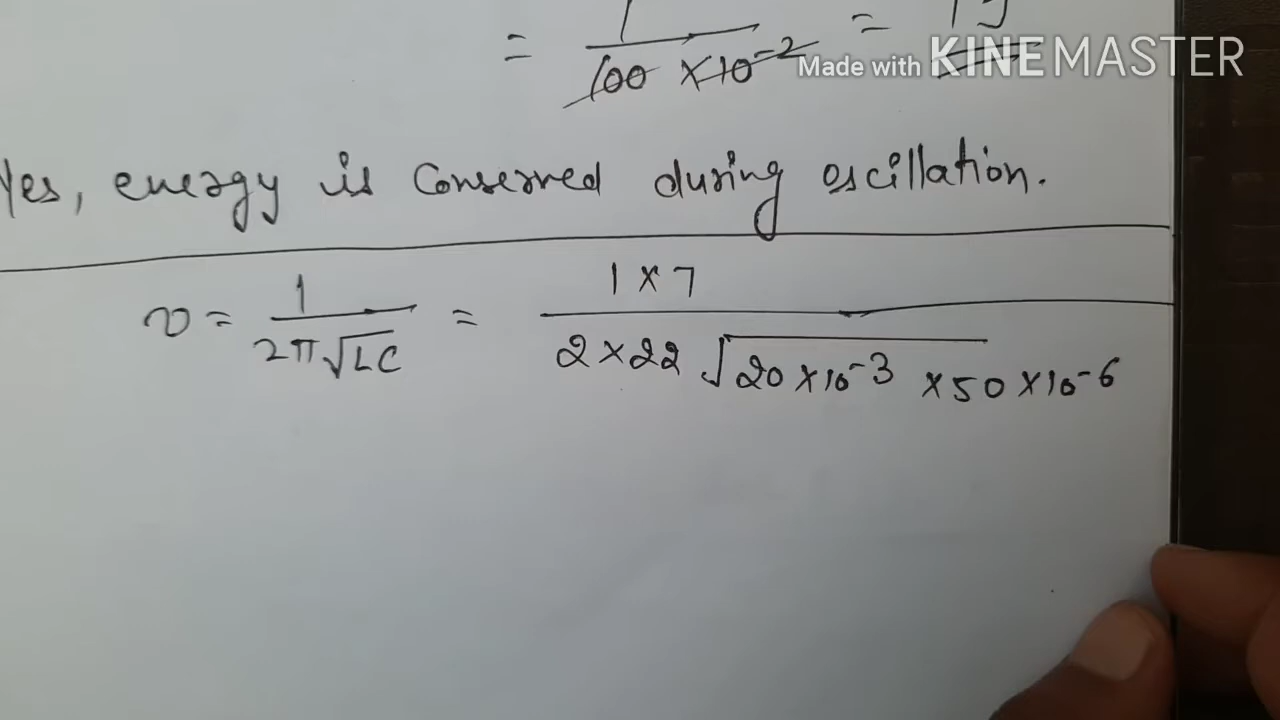 = 1 / 100 × 10⁻² = 1J
Made with KINEMASTER
Yes, energy is conserved during oscillation.
υ = 1 / 2π√LC = 1 × 7 / 2 × 22 √20 × 10⁻³ × 50 × 10⁻⁶